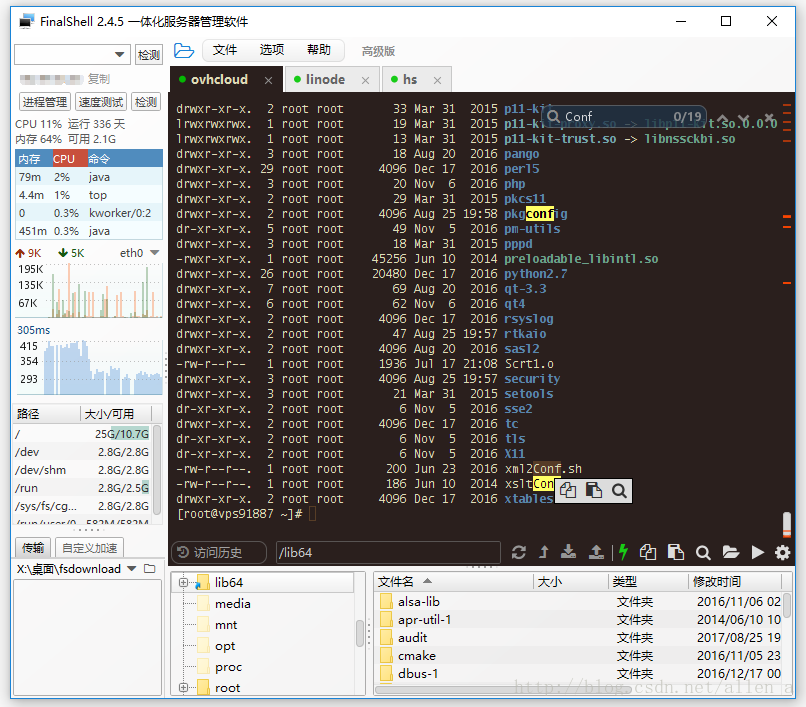 FinalShell 2.4.5 一体化服务器管理软件
检测 文件 选项 帮助 高级版
复制
进程管理 速度测试 检测
CPU 11% 运行 336 天
内存 64% 可用 2.1G
内存 CPU 命令
79m 2% java
4.4m 1% top
0 0.3% kworker/0:2
451m 0.3% java
9K 5K eth0
195K
135K
67K
305ms
415
354
293
路径 大小/可用
/ 25G/10.7G
/dev 2.8G/2.8G
/dev/shm 2.8G/2.8G
/run 2.8G/2.5G
/sys/fs/cg... 2.8G/2.8G
/run/user/0 582M/582M
传输 自定义加速
X:\桌面\fsdownload
ovhcloud linode hs
Conf 0/19
drwxr-xr-x. 2 root root 33 Mar 31 2015 p11-kit
lrwxrwxrwx. 1 root root 19 Mar 31 2015 p11-kit-proxy.so -> libp11-kit.so.0.0.0
lrwxrwxrwx. 1 root root 13 Mar 31 2015 p11-kit-trust.so -> libnssckbi.so
drwxr-xr-x. 3 root root 18 Aug 20 2016 pango
drwxr-xr-x. 29 root root 4096 Dec 17 2016 perl5
drwxr-xr-x. 3 root root 20 Nov 6 2016 php
drwxr-xr-x. 2 root root 29 Mar 31 2015 pkcs11
drwxr-xr-x. 2 root root 4096 Aug 25 19:58 pkgconfig
drwxr-xr-x. 5 root root 49 Nov 5 2016 pm-utils
drwxr-xr-x. 3 root root 18 Mar 31 2015 pppd
-rwxr-xr-x. 1 root root 45256 Jun 10 2014 preloadable_libintl.so
drwxr-xr-x. 26 root root 20480 Dec 17 2016 python2.7
drwxr-xr-x. 7 root root 69 Aug 20 2016 qt-3.3
drwxr-xr-x. 6 root root 62 Nov 6 2016 qt4
drwxr-xr-x. 2 root root 4096 Dec 17 2016 rsyslog
drwxr-xr-x. 2 root root 47 Aug 25 19:57 rtkaio
drwxr-xr-x. 2 root root 4096 Aug 20 2016 sasl2
-rw-r--r-- 1 root root 1936 Jul 17 21:08 Scrt1.o
drwxr-xr-x. 3 root root 4096 Aug 25 19:57 security
drwxr-xr-x. 3 root root 21 Mar 31 2015 setools
dr-xr-xr-x. 2 root root 6 Nov 5 2016 sse2
drwxr-xr-x. 2 root root 4096 Dec 17 2016 tc
dr-xr-xr-x. 2 root root 6 Nov 5 2016 tls
dr-xr-xr-x. 2 root root 6 Nov 5 2016 X11
-rw-r--r--. 1 root root 200 Jun 23 2016 xml2Conf.sh
-rw-r--r--. 1 root root 186 Jun 10 2014 xsltCon
drwxr-xr-x. 2 root root 4096 Dec 17 2016 xtables
[root@vps91887 ~]#
访问历史 /lib64
lib64
media
mnt
opt
proc
root
文件名 大小 类型 修改时间
alsa-lib 文件夹 2016/11/06 02
apr-util-1 文件夹 2014/06/10 10
audit 文件夹 2017/08/25 19
cmake 文件夹 2016/11/05 23
dbus-1 文件夹 2016/12/17 00
http://blog.csdn.net/allen_a